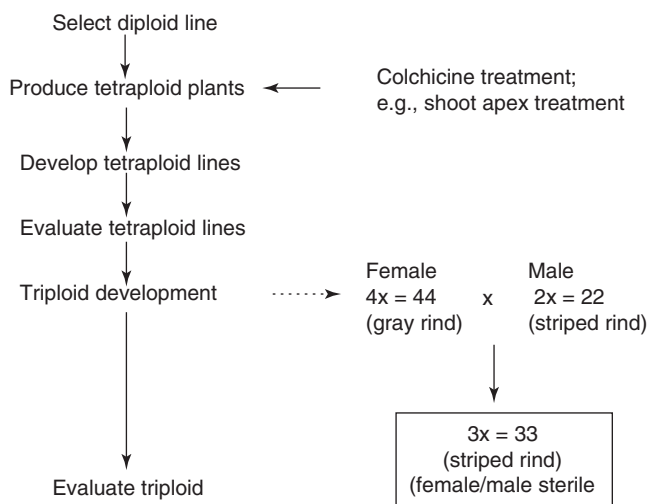 Select diploid line
Produce tetraploid plants
Colchicine treatment;
e.g., shoot apex treatment
Develop tetraploid lines
Evaluate tetraploid lines
Triploid development
Female
4x = 44
(gray rind)
x
Male
2x = 22
(striped rind)
3x = 33
(striped rind)
(female/male sterile
Evaluate triploid